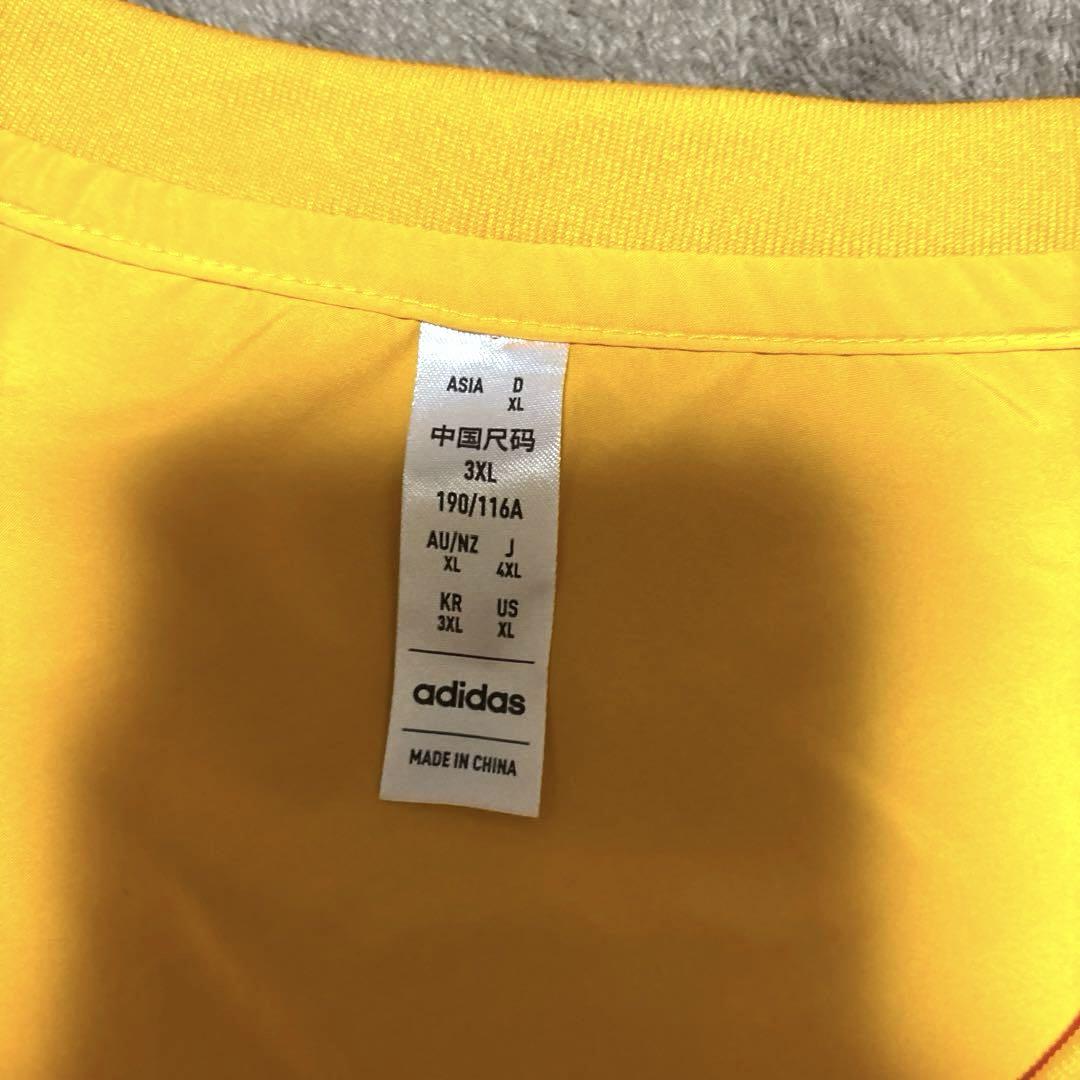 ASIA D
XL
中国尺码
3XL
190/116A
AU/NZ J
XL 4XL
KR US
3XL XL
adidas
MADE IN CHINA